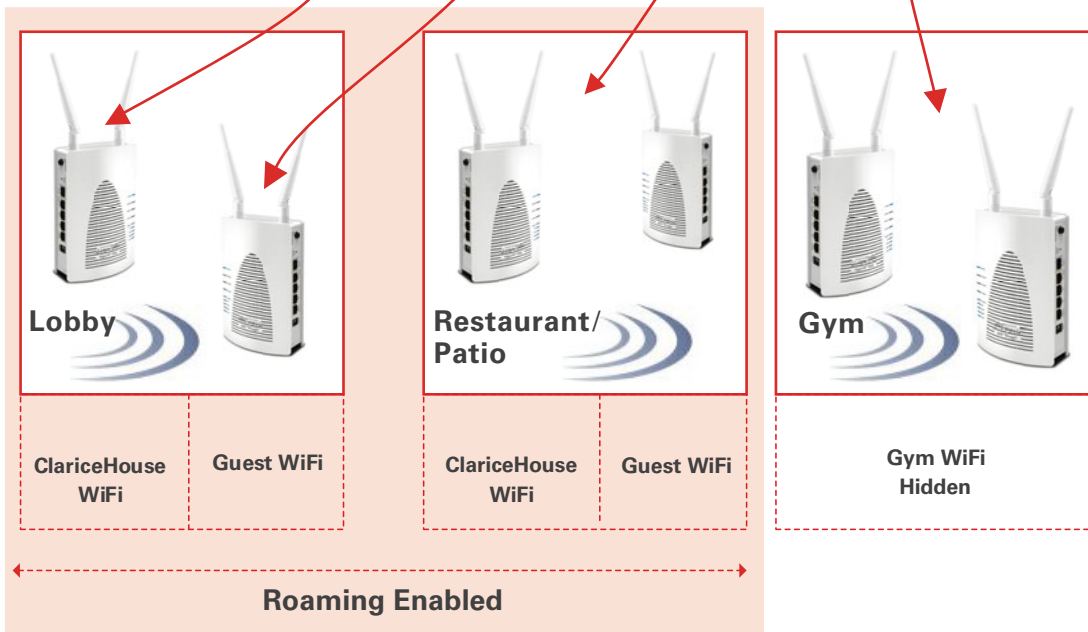 Lobby
Restaurant/
Patio
Gym
ClariceHouse
WiFi
Guest WiFi
ClariceHouse
WiFi
Guest WiFi
Gym WiFi
Hidden
Roaming Enabled